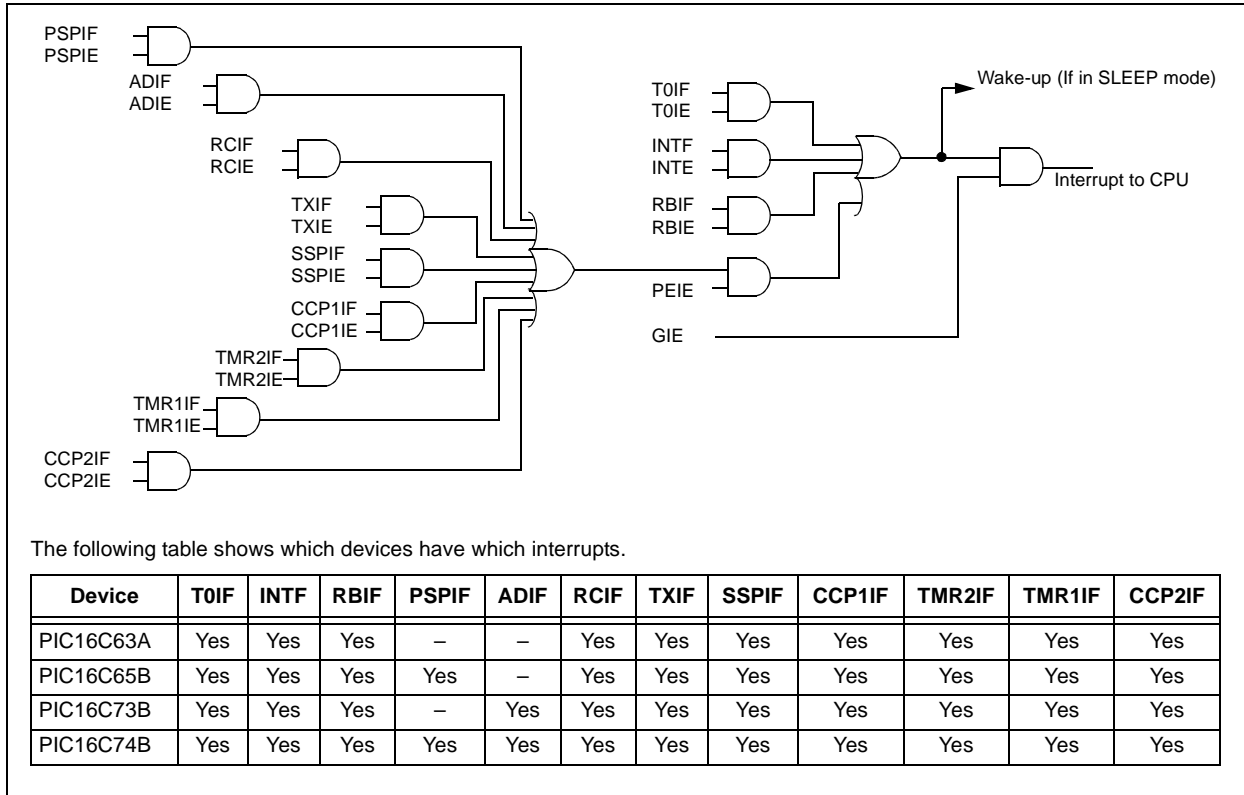 PSPIF
PSPIE
ADIF
ADIE
RCIF
RCIE
TXIF
TXIE
SSPIF
SSPIE
CCP1IF
CCP1IE
TMR2IF
TMR2IE
TMR1IF
TMR1IE
CCP2IF
CCP2IE
T0IF
T0IE
INTF
INTE
RBIF
RBIE
PEIE
GIE
Wake-up (If in SLEEP mode)
Interrupt to CPU
The following table shows which devices have which interrupts.
Device T0IF INTF RBIF PSPIF ADIF RCIF TXIF SSPIF CCP1IF TMR2IF TMR1IF CCP2IF
PIC16C63A Yes Yes Yes – – Yes Yes Yes Yes Yes Yes Yes
PIC16C65B Yes Yes Yes Yes – Yes Yes Yes Yes Yes Yes Yes
PIC16C73B Yes Yes Yes – Yes Yes Yes Yes Yes Yes Yes Yes
PIC16C74B Yes Yes Yes Yes Yes Yes Yes Yes Yes Yes Yes Yes